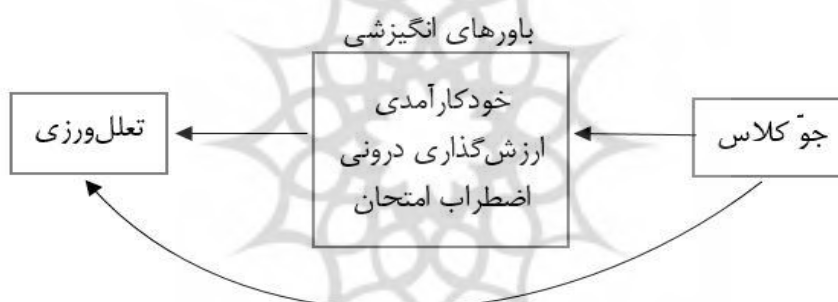 باورهای انگیزشی
جوّ کلاس
خودکارآمدی
ارزش‌گذاری درونی
اضطراب امتحان
تعلل‌ورزی